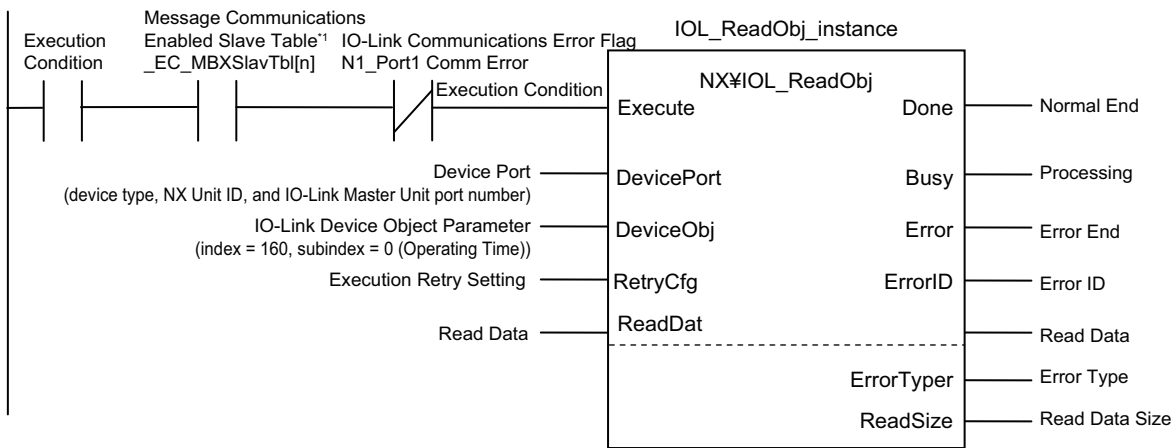 Message Communications
Execution Enabled Slave Table*1 IO-Link Communications Error Flag
Condition _EC_MBXSlavTbl[n] N1_Port1 Comm Error
IOL_ReadObj_instance
NX¥IOL_ReadObj
Execution Condition
Execute Done Normal End
Device Port DevicePort Busy Processing
(device type, NX Unit ID, and IO-Link Master Unit port number)
IO-Link Device Object Parameter DeviceObj Error Error End
(index = 160, subindex = 0 (Operating Time))
Execution Retry Setting RetryCfg ErrorID Error ID
Read Data ReadDat Read Data
ErrorTyper Error Type
ReadSize Read Data Size